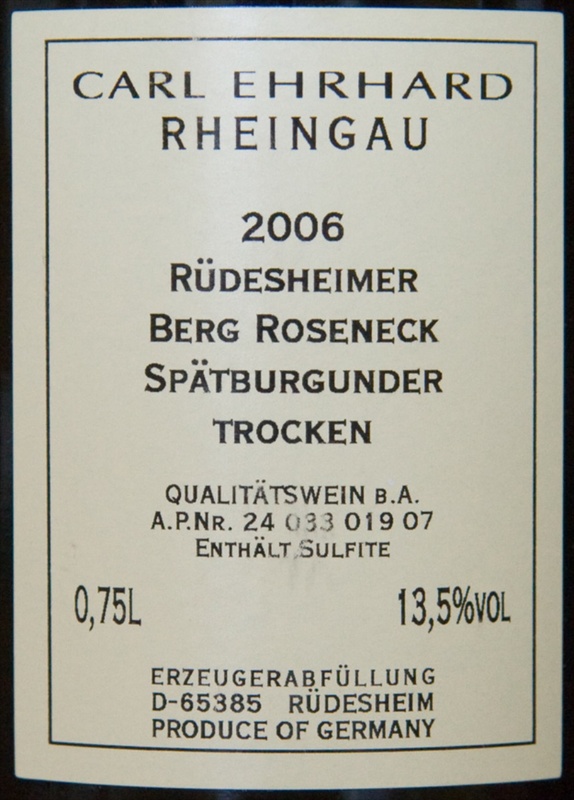 CARL EHRHARD
RHEINGAU
2006
RÜDESHEIMER
BERG ROSENECK
SPÄTBURGUNDER
TROCKEN
QUALITÄTSWEIN B.A.
A.P.NR. 24 033 019 07
ENTHÄLT SULFITE
0,75L 13,5%VOL
ERZEUGERABFÜLLUNG
D-65385 RÜDESHEIM
PRODUCE OF GERMANY